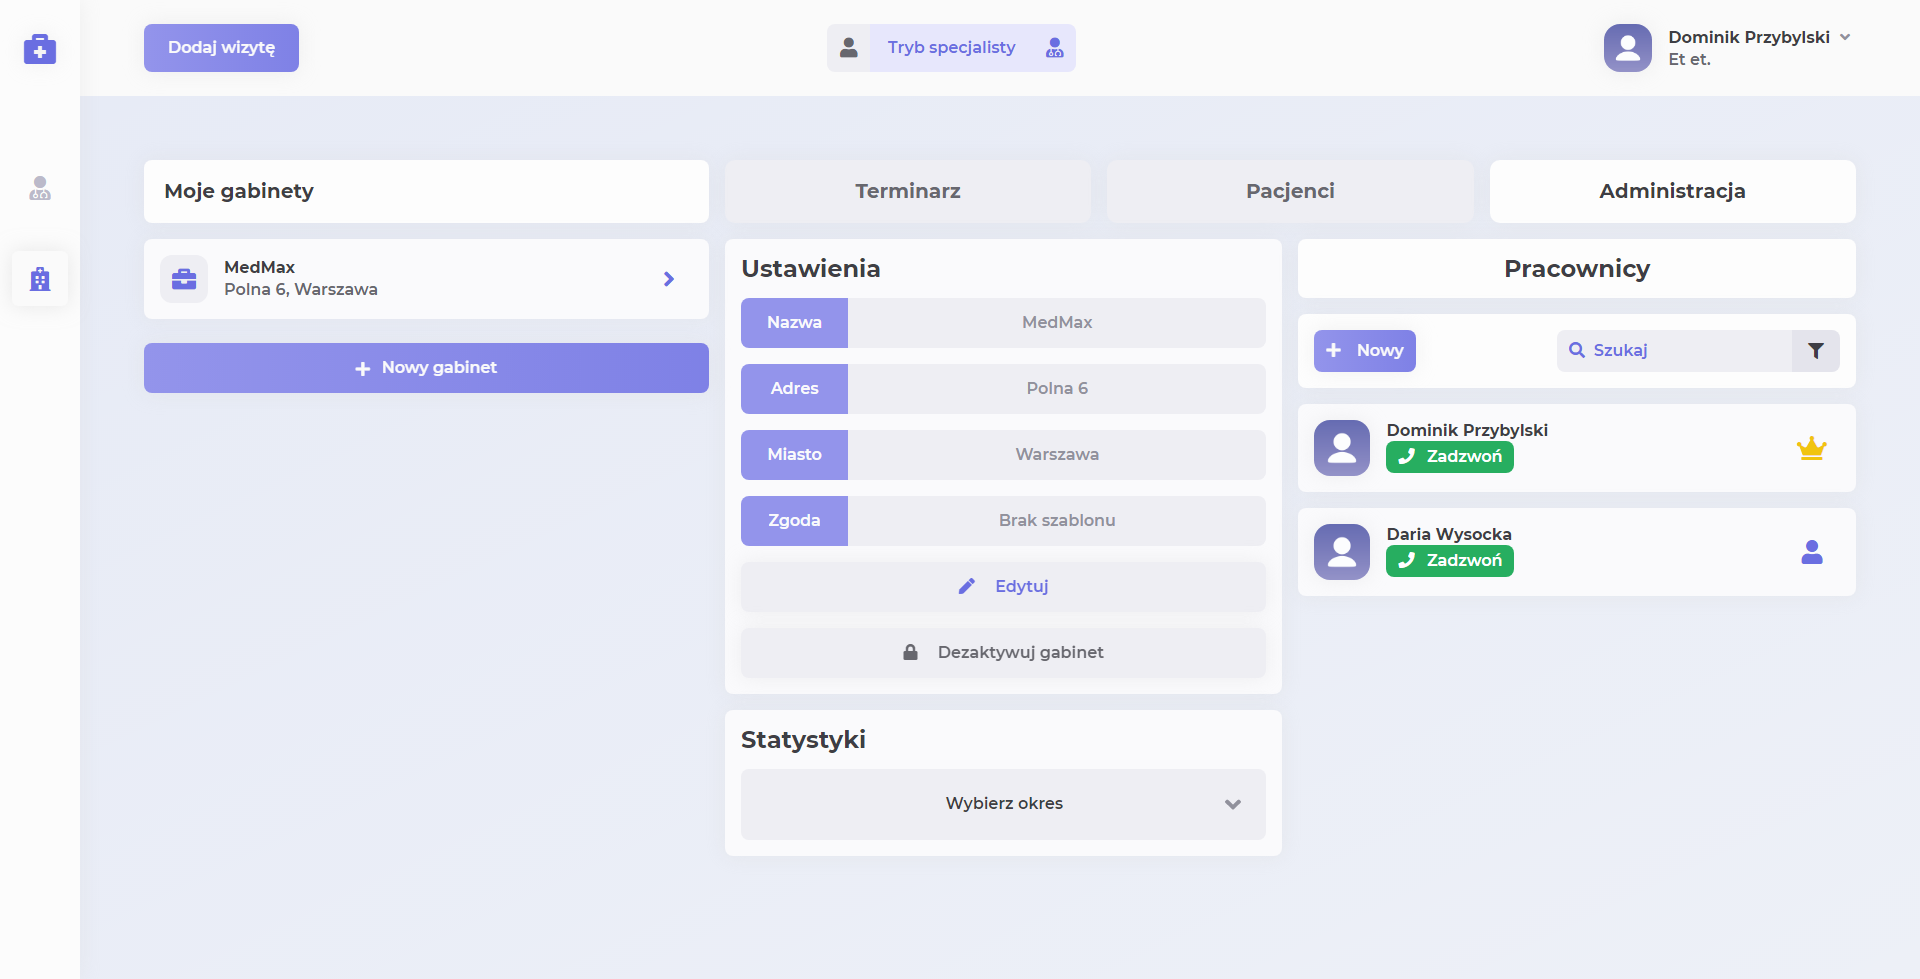 Dodaj wizytę
Tryb specjalisty
Dominik Przybylski
Et et.
Moje gabinety
Terminarz
Pacjenci
Administracja
MedMax
Polna 6, Warszawa
Nowy gabinet
Ustawienia
Nazwa MedMax
Adres Polna 6
Miasto Warszawa
Zgoda Brak szablonu
Edytuj
Dezaktywuj gabinet
Statystyki
Wybierz okres
Pracownicy
Nowy
Szukaj
Dominik Przybylski
Zadzwoń
Daria Wysocka
Zadzwoń